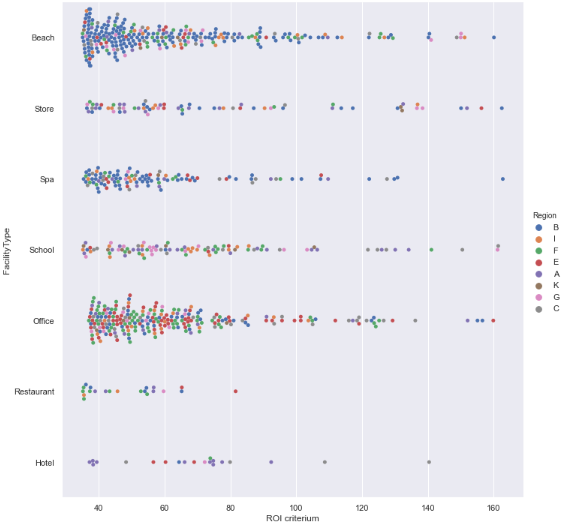 Beach
Store
Spa
School
Office
Restaurant
Hotel
FacilityType
40 60 80 100 120 140 160
ROI criterium
Region
B
I
F
E
A
K
G
C